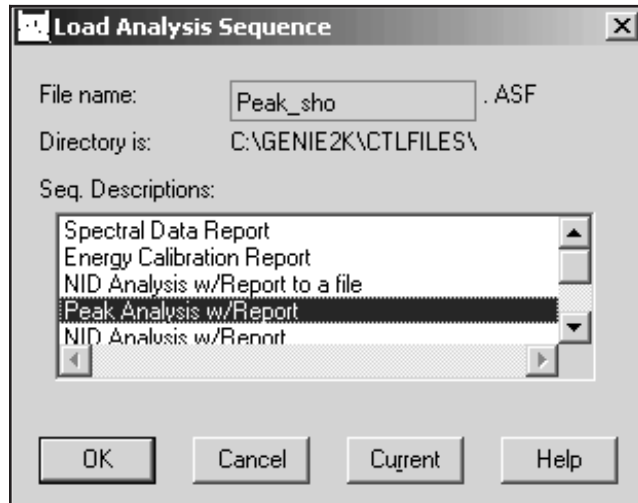 Load Analysis Sequence
File name: Peak_sho . ASF
Directory is: C:\GENIE2K\CTLFILES\
Seq. Descriptions:
Spectral Data Report
Energy Calibration Report
NID Analysis w/Report to a file
Peak Analysis w/Report
NID Analysis w/Report
OK Cancel Current Help